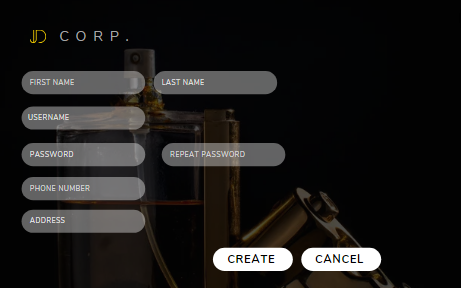 JD CORP.
FIRST NAME LAST NAME
USERNAME
PASSWORD REPEAT PASSWORD
PHONE NUMBER
ADDRESS
CREATE CANCEL